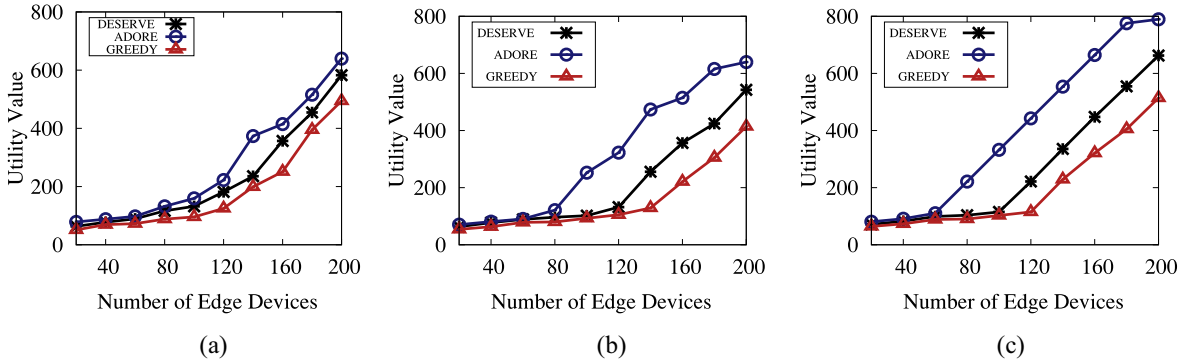 800
600
400
200
0
Utility Value
DESERVE
ADORE
GREEDY
40 80 120 160 200
Number of Edge Devices
(a)
800
600
400
200
0
Utility Value
DESERVE
ADORE
GREEDY
40 80 120 160 200
Number of Edge Devices
(b)
800
600
400
200
0
Utility Value
DESERVE
ADORE
GREEDY
40 80 120 160 200
Number of Edge Devices
(c)